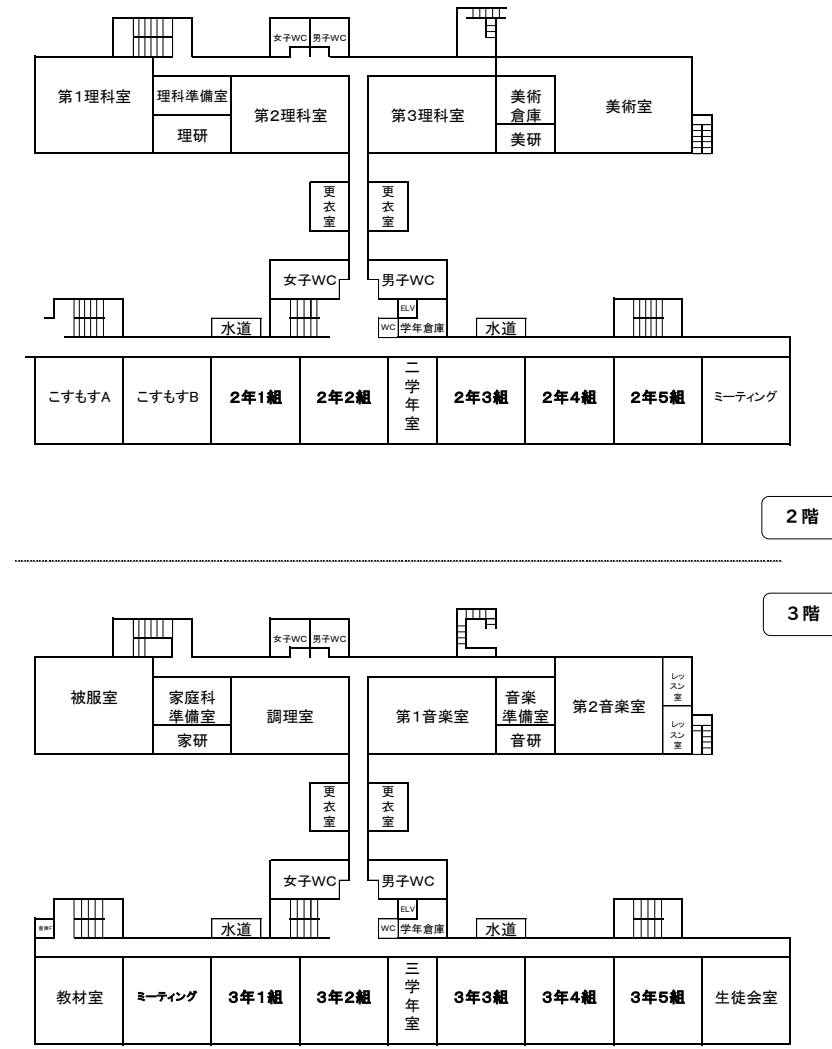 女子WC 男子WC
第1理科室 理科準備室 第2理科室 第3理科室 美術倉庫 美術室
理研 美研
更衣室 更衣室
女子WC 男子WC
ELV
水道 WC 学年倉庫 水道
こすもすA こすもすB 2年1組 2年2組 二学年室 2年3組 2年4組 2年5組 ミーティング
2階
3階
女子WC 男子WC
被服室 家庭科準備室 調理室 第1音楽室 音楽準備室 第2音楽室 レッスン室
家研 音研 レッスン室
更衣室 更衣室
女子WC 男子WC
ELV
水道 WC 学年倉庫 水道
教材室 ミーティング 3年1組 3年2組 三学年室 3年3組 3年4組 3年5組 生徒会室